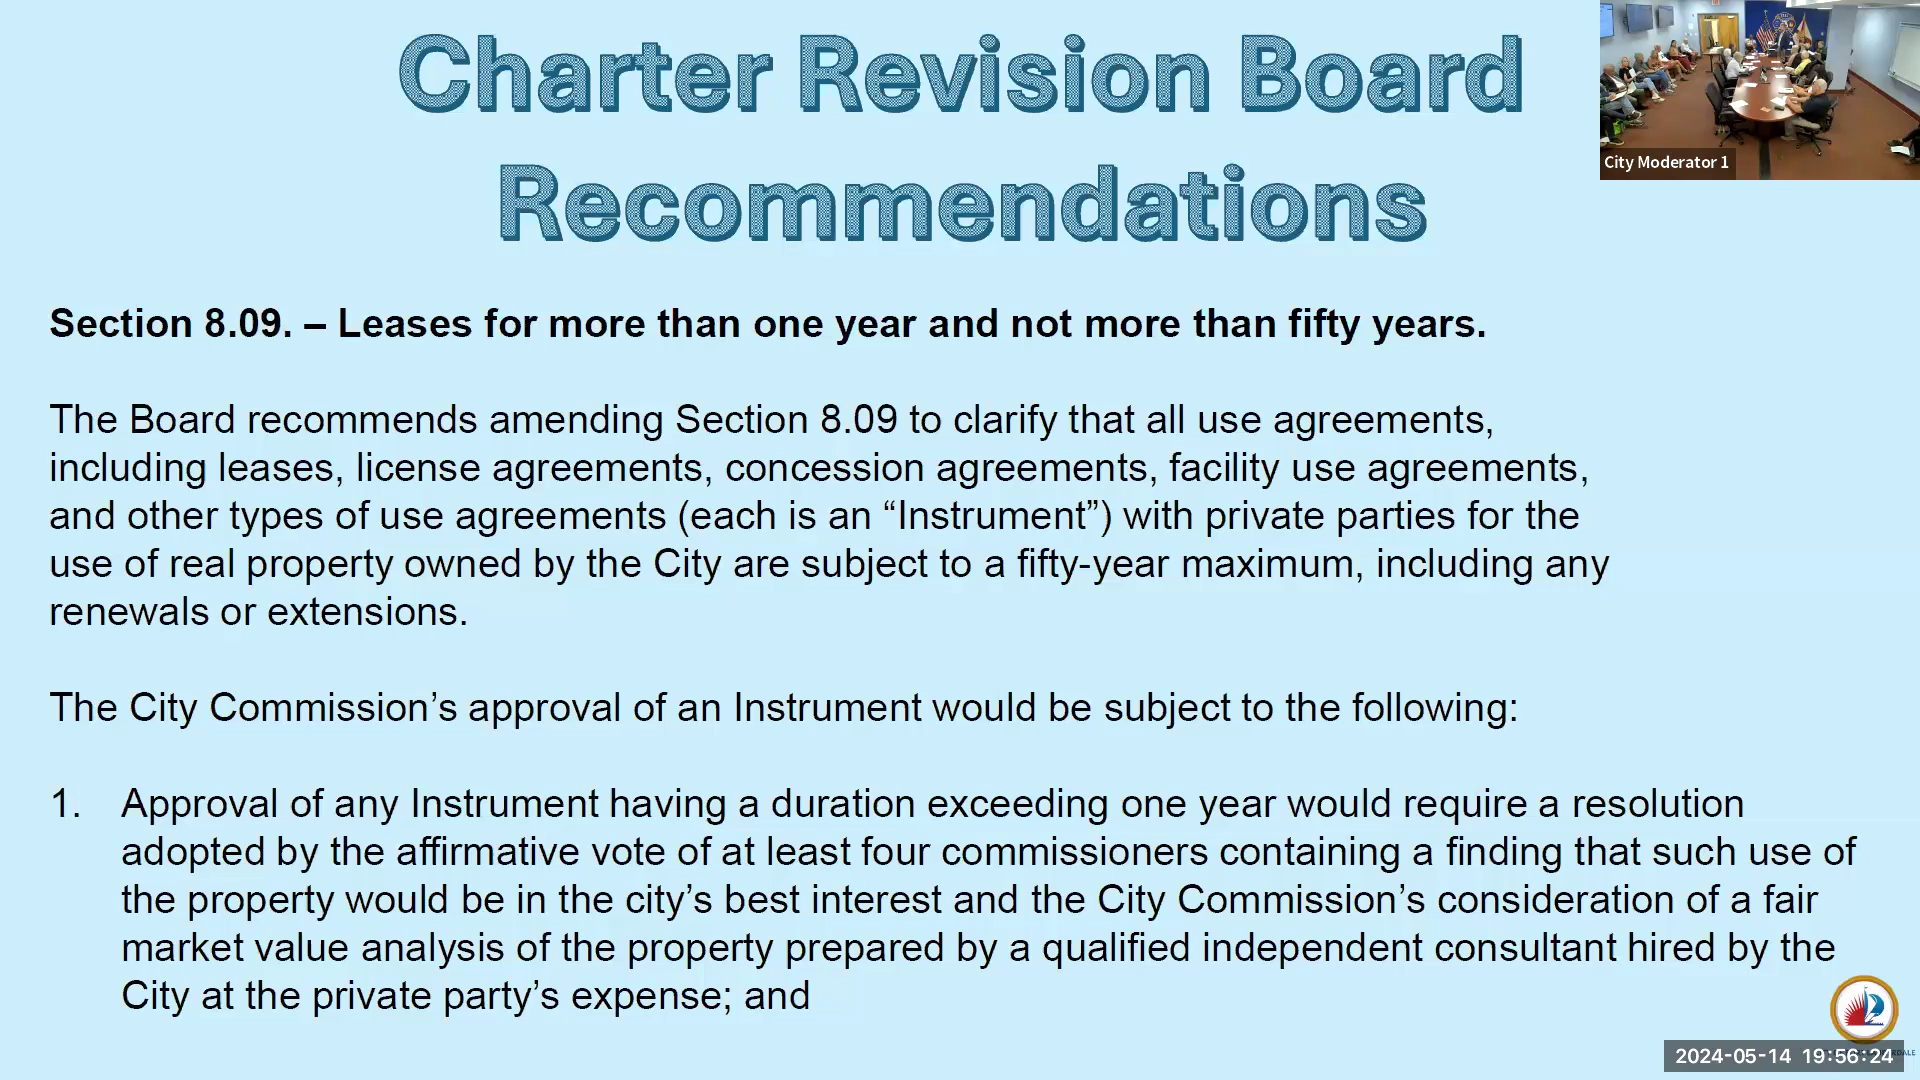 Charter Revision Board
Recommendations
City Moderator 1
Section 8.09. – Leases for more than one year and not more than fifty years.
The Board recommends amending Section 8.09 to clarify that all use agreements,
including leases, license agreements, concession agreements, facility use agreements,
and other types of use agreements (each is an “Instrument”) with private parties for the
use of real property owned by the City are subject to a fifty-year maximum, including any
renewals or extensions.
The City Commission’s approval of an Instrument would be subject to the following:
1. Approval of any Instrument having a duration exceeding one year would require a resolution
adopted by the affirmative vote of at least four commissioners containing a finding that such use of
the property would be in the city’s best interest and the City Commission’s consideration of a fair
market value analysis of the property prepared by a qualified independent consultant hired by the
City at the private party’s expense; and
2024-05-14 19:56:24